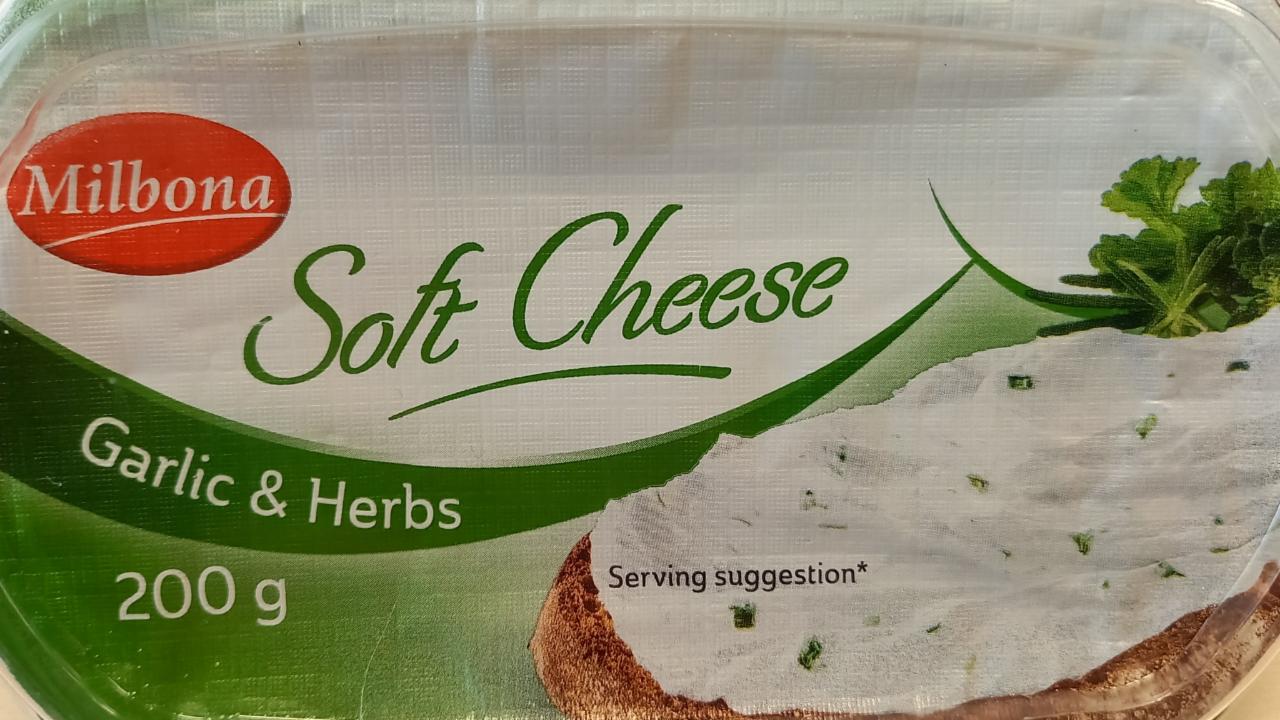 Milbona
Soft Cheese
Garlic & Herbs
200 g
Serving suggestion*